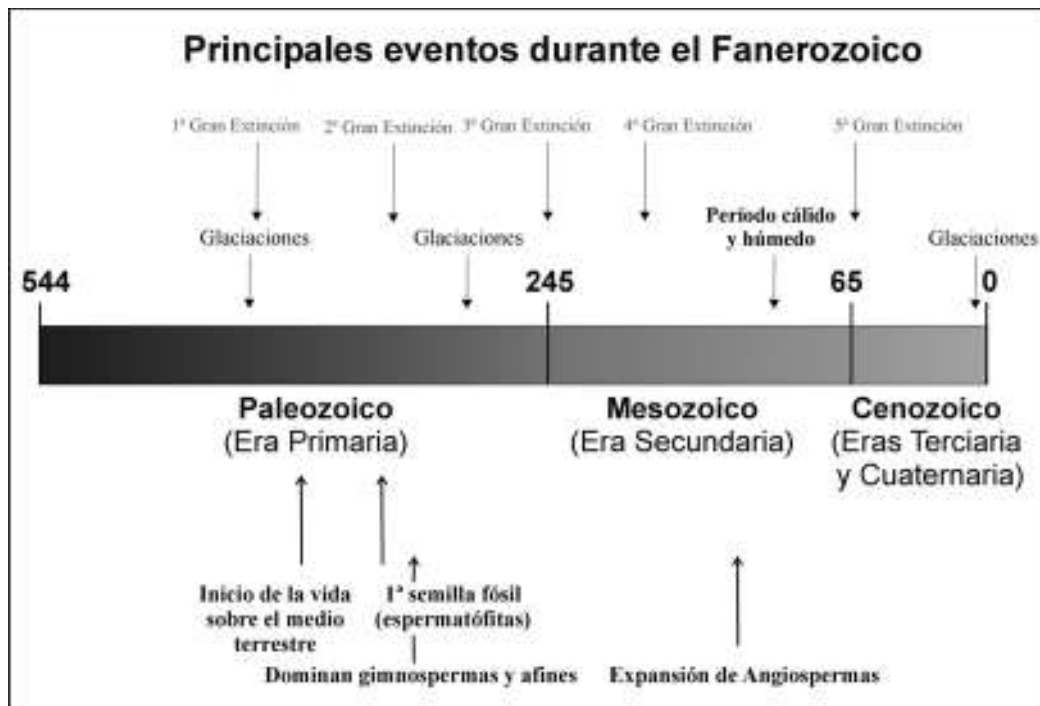 Principales eventos durante el Fanerozoico
1ª Gran Extinción 2ª Gran Extinción 3ª Gran Extinción 4ª Gran Extinción 5ª Gran Extinción
Glaciaciones Glaciaciones Período cálido
y húmedo Glaciaciones
544 245 65 0
Paleozoico Mesozoico Cenozoico
(Era Primaria) (Era Secundaria) (Eras Terciaria
y Cuaternaria)
Inicio de la vida
sobre el medio
terrestre
1ª semilla fósil
(espermatófitas)
Dominan gimnospermas y afines Expansión de Angiospermas